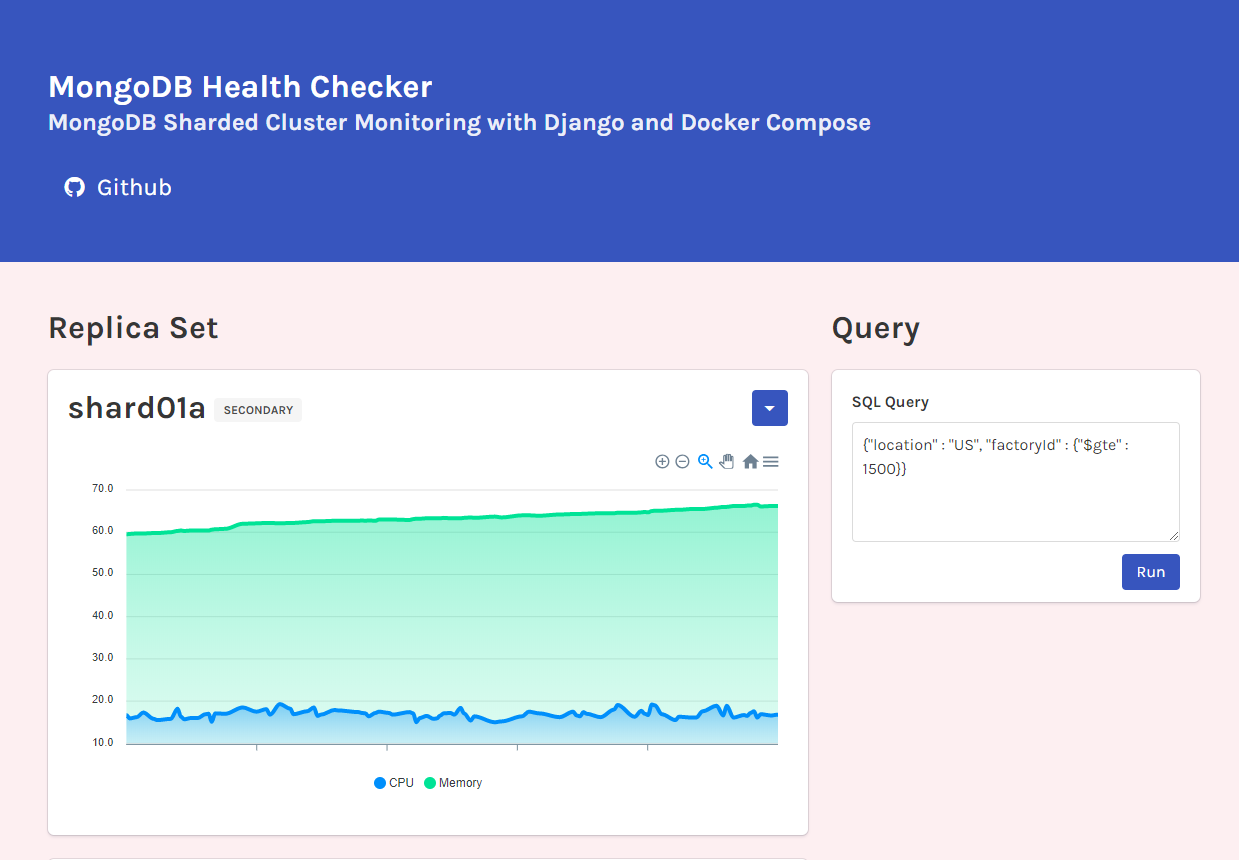 MongoDB Health Checker
MongoDB Sharded Cluster Monitoring with Django and Docker Compose
Github
Replica Set
shard01a SECONDARY
70.0
60.0
50.0
40.0
30.0
20.0
10.0
CPU Memory
Query
SQL Query
{"location" : "US", "factoryId" : {"$gte" :
1500}}
Run